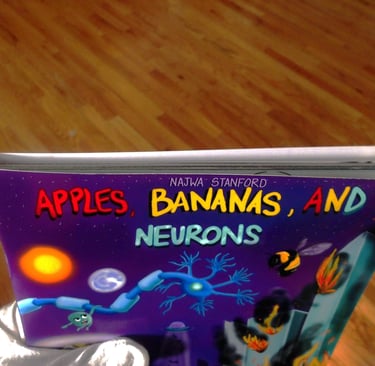 NAJWA STANFORD
APPLES, BANANAS, AND
NEURONS